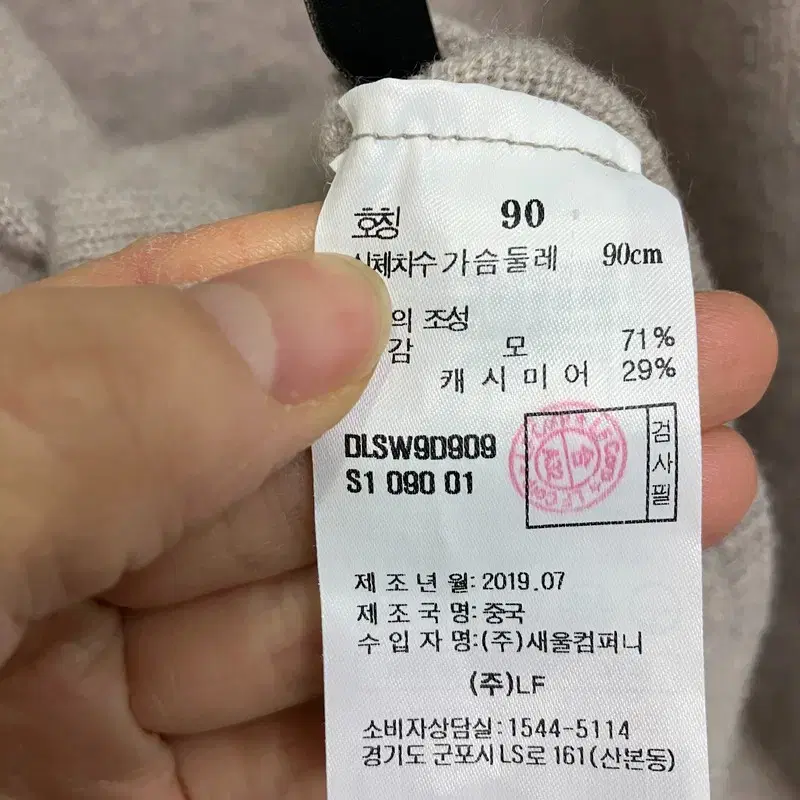 호칭 90
신체치수 가슴둘레 90cm
의 조성
감 모 71%
캐시미어 29%
DLSW9D909
S1 090 01
검사필
제조년월: 2019.07
제조국명: 중국
수입자명: (주)새울컴퍼니
(주)LF
소비자상담실: 1544-5114
경기도 군포시 LS로 161(산본동)